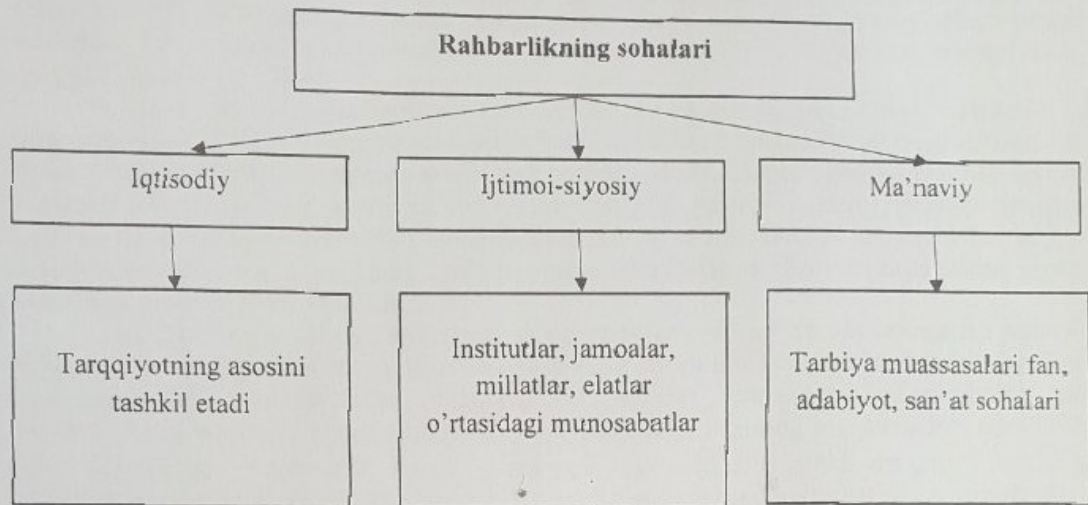 Rahbarlikning sohalari
Iqtisodiy
Ijtimoi-siyosiy
Ma'naviy
Tarqqiyotning asosini
tashkil etadi
Institutlar, jamoalar,
millatlar, elatlar
o'rtasidagi munosabatlar
Tarbiya muassasalari fan,
adabiyot, san'at sohalari